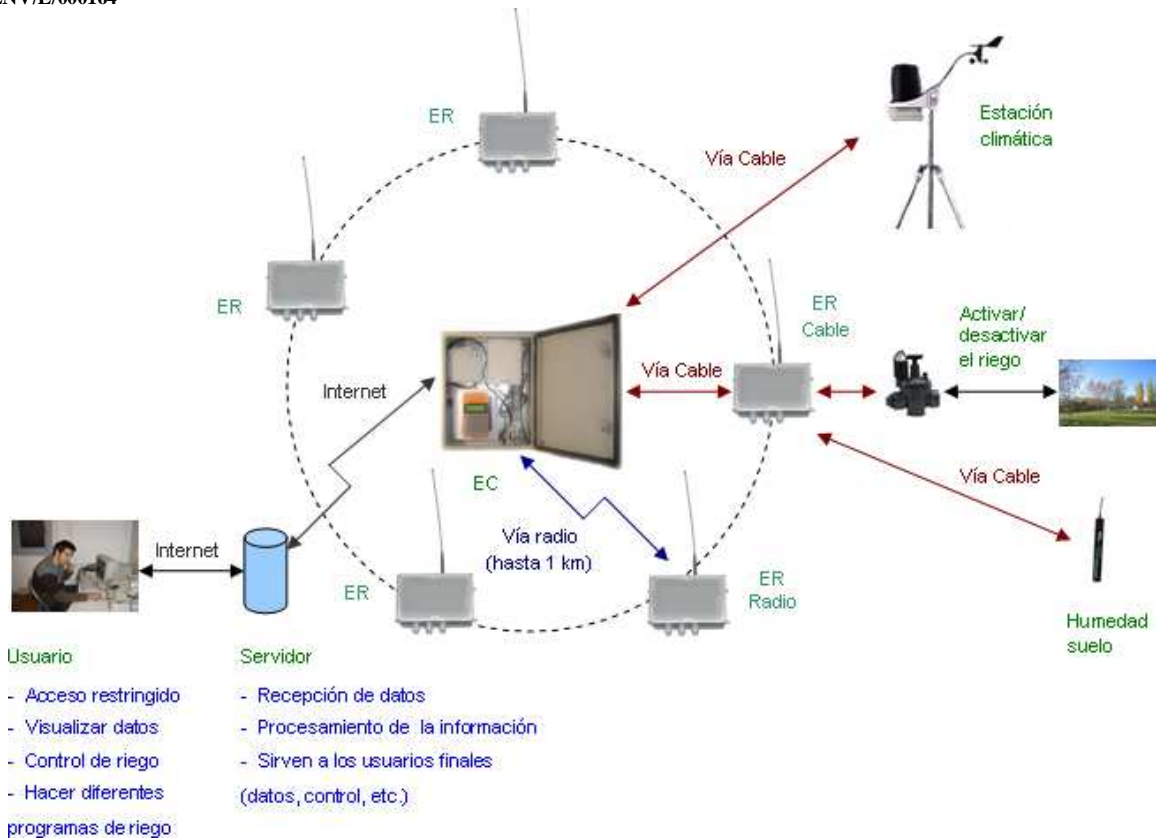 ER
Estación
climática
Vía Cable
ER
ER
Cable
Activar/
desactivar
el riego
Internet
Vía Cable
EC
Vía Cable
Internet
Vía radio
(hasta 1 km)
ER
ER
Radio
Humedad
suelo
Usuario
- Acceso restringido
- Visualizar datos
- Control de riego
- Hacer diferentes
programas de riego
Servidor
- Recepción de datos
- Procesamiento de la información
- Sirven a los usuarios finales
(datos, control, etc.)